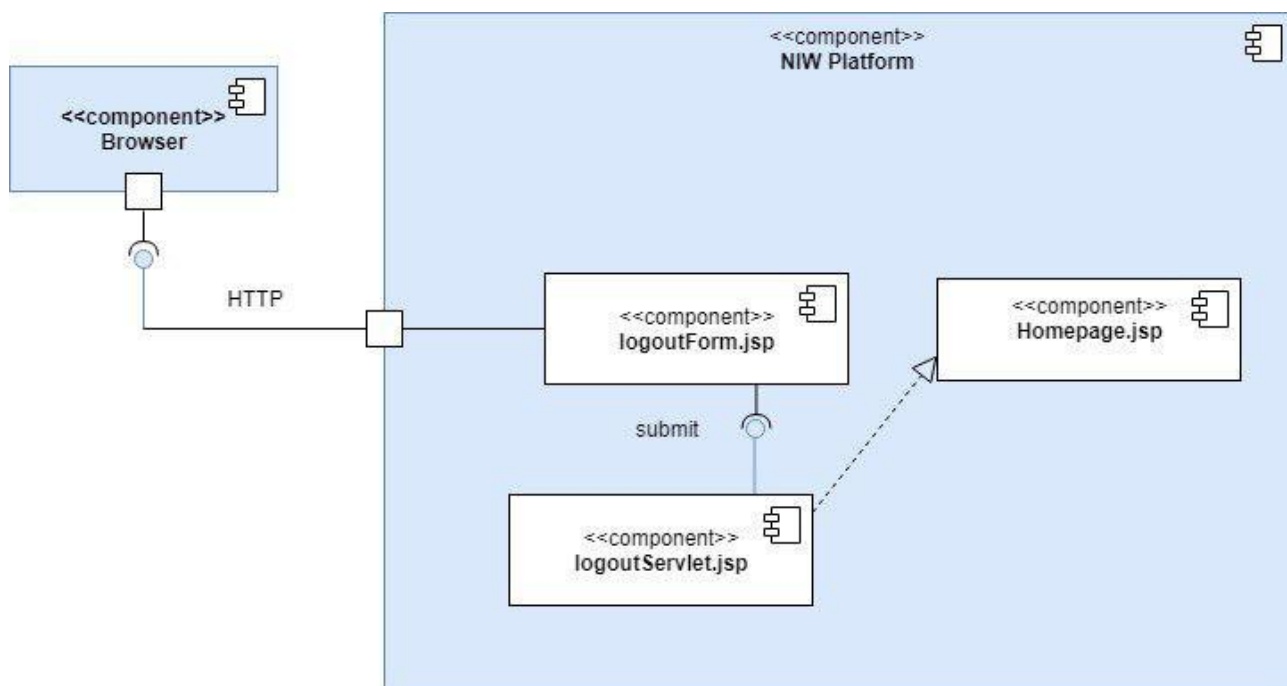 <<component>>
NIW Platform
<<component>>
Browser
HTTP
<<component>>
logoutForm.jsp
<<component>>
Homepage.jsp
submit
<<component>>
logoutServlet.jsp